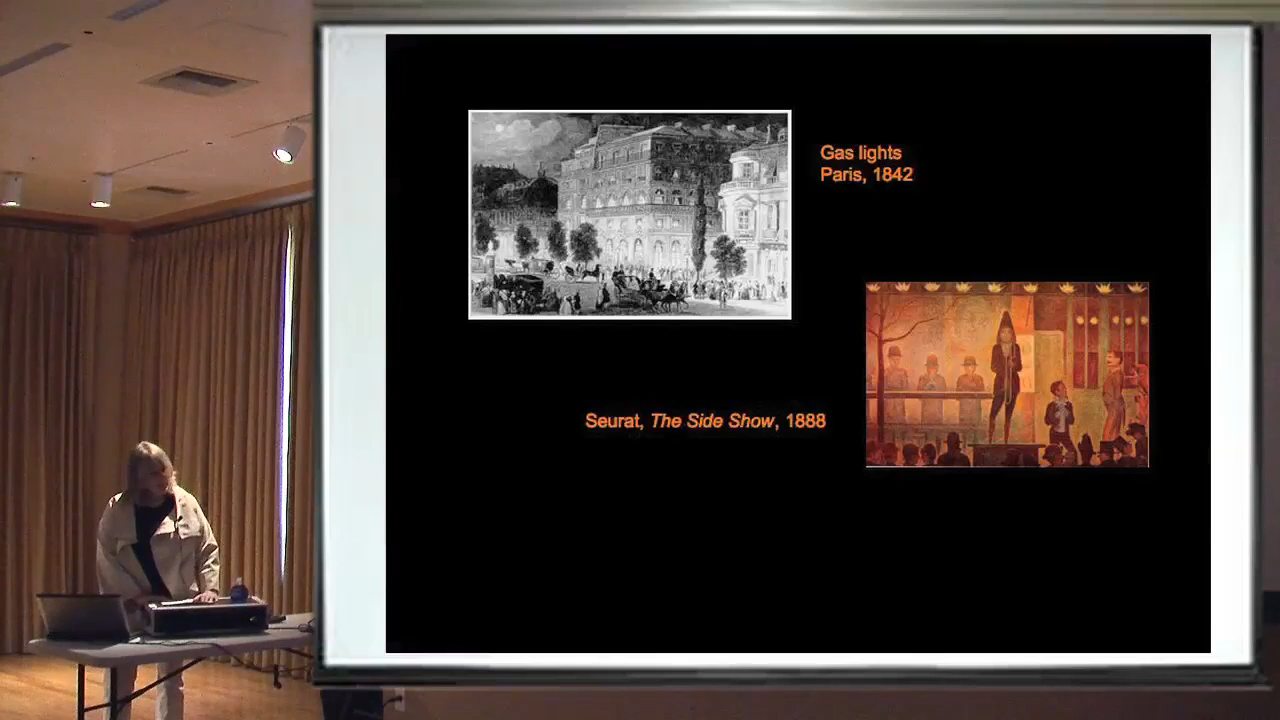 Gas lights
Paris, 1842
Seurat, The Side Show, 1888